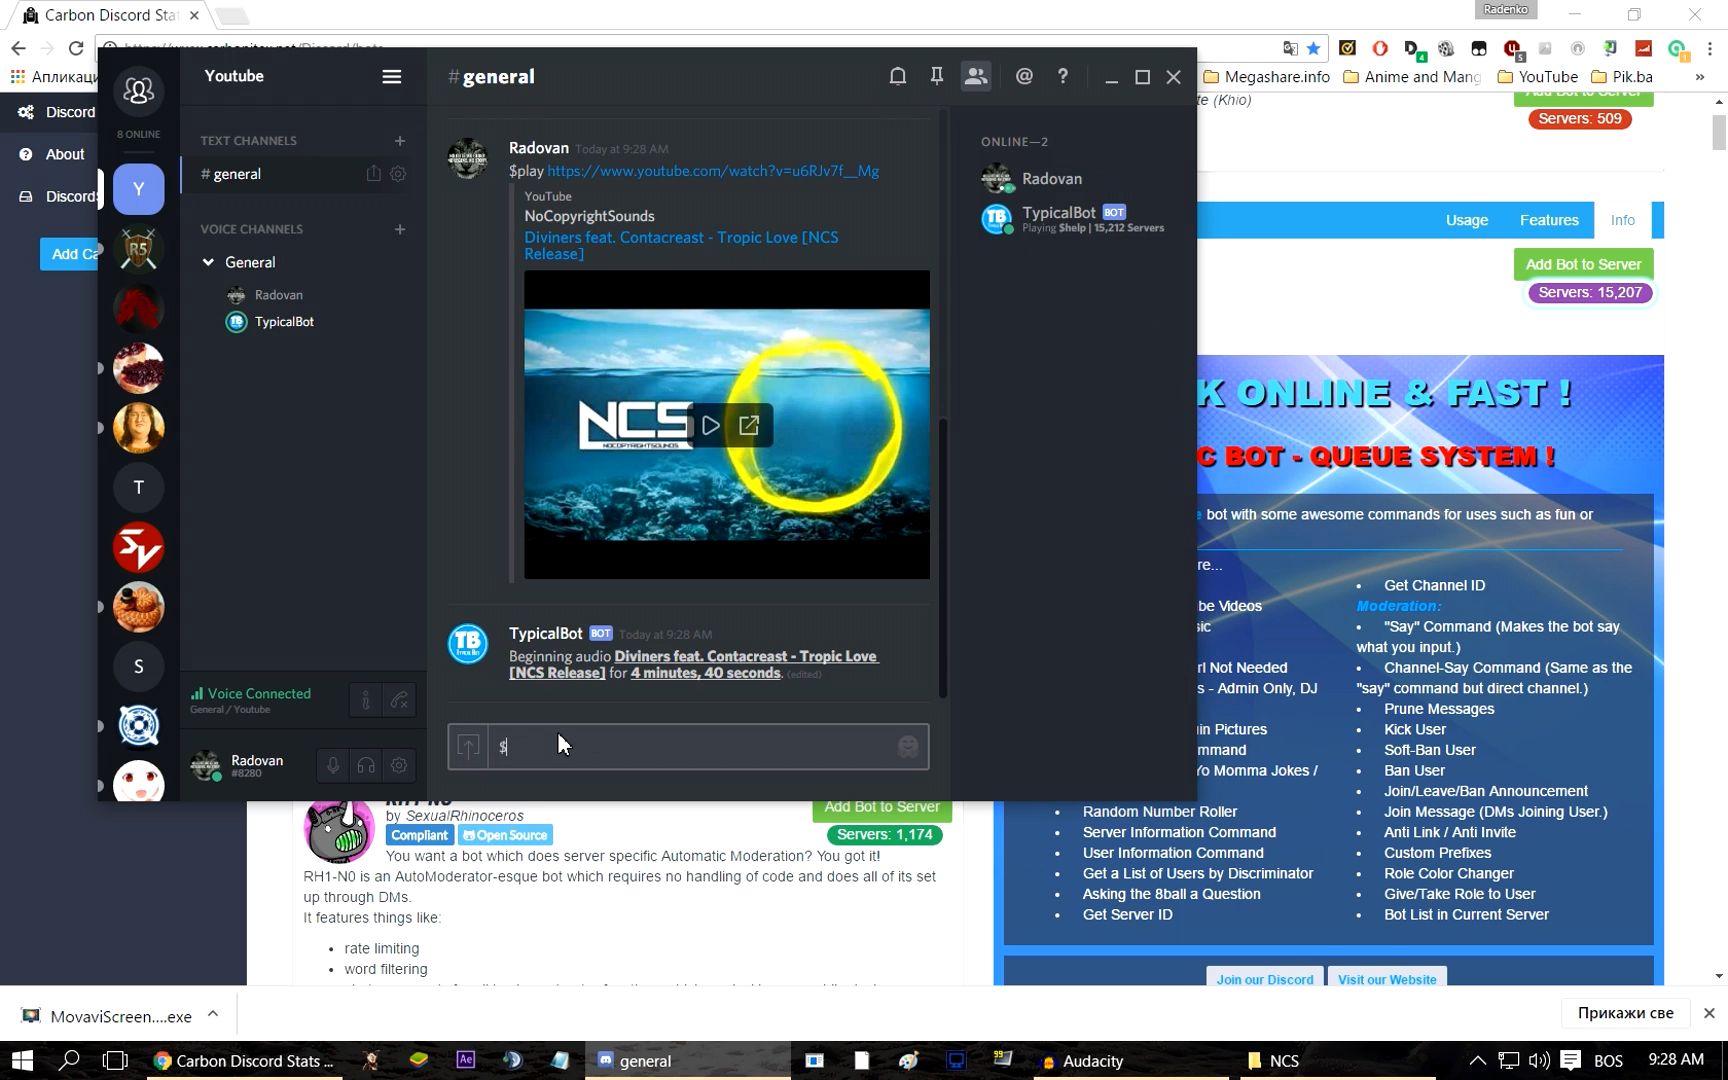 Carbon Discord Stat
Radenko
Апликаци
Megashare.info
Anime and Mang
YouTube
Pik.ba
»
Discord
About
Discord
Add Ca
8 ONLINE
Y
R5
T
S
Youtube
TEXT CHANNELS
# general
VOICE CHANNELS
General
Radovan
TypicalBot
Voice Connected
General / Youtube
Radovan
#8280
#general
Radovan Today at 9:28 AM
$play https://www.youtube.com/watch?v=u6RJv7f__Mg
YouTube
NoCopyrightSounds
Diviners feat. Contacreast - Tropic Love [NCS
Release]
NCS
NOCOPYRIGHTSOUNDS
TB
TypicalBot BOT Today at 9:28 AM
Beginning audio Diviners feat. Contacreast - Tropic Love
[NCS Release] for 4 minutes, 40 seconds. (edited)
$
ONLINE—2
Radovan
TB
TypicalBot BOT
Playing $help | 15,212 Servers
te (Khio)
Add Bot to Server
Servers: 509
Usage
Features
Info
Add Bot to Server
Servers: 15,207
K ONLINE & FAST !
C BOT - QUEUE SYSTEM !
bot with some awesome commands for uses such as fun or
re...
be Videos
sic
rl Not Needed
s - Admin Only, DJ
in Pictures
mmand
Yo Momma Jokes /
Random Number Roller
Server Information Command
User Information Command
Get a List of Users by Discriminator
Asking the 8ball a Question
Get Server ID
Get Channel ID
Moderation:
"Say" Command (Makes the bot say
what you input.)
Channel-Say Command (Same as the
"say" command but direct channel.)
Prune Messages
Kick User
Soft-Ban User
Ban User
Join/Leave/Ban Announcement
Join Message (DMs Joining User.)
Anti Link / Anti Invite
Custom Prefixes
Role Color Changer
Give/Take Role to User
Bot List in Current Server
Join our Discord
Visit our Website
RH1-N0
by SexualRhinoceros
Compliant
Open Source
Add Bot to Server
Servers: 1,174
You want a bot which does server specific Automatic Moderation? You got it!
RH1-N0 is an AutoModerator-esque bot which requires no handling of code and does all of its set
up through DMs.
It features things like:
rate limiting
word filtering
MovaviScreen....exe
Прикажи све
Carbon Discord Stats ...
general
Audacity
NCS
BOS
9:28 AM